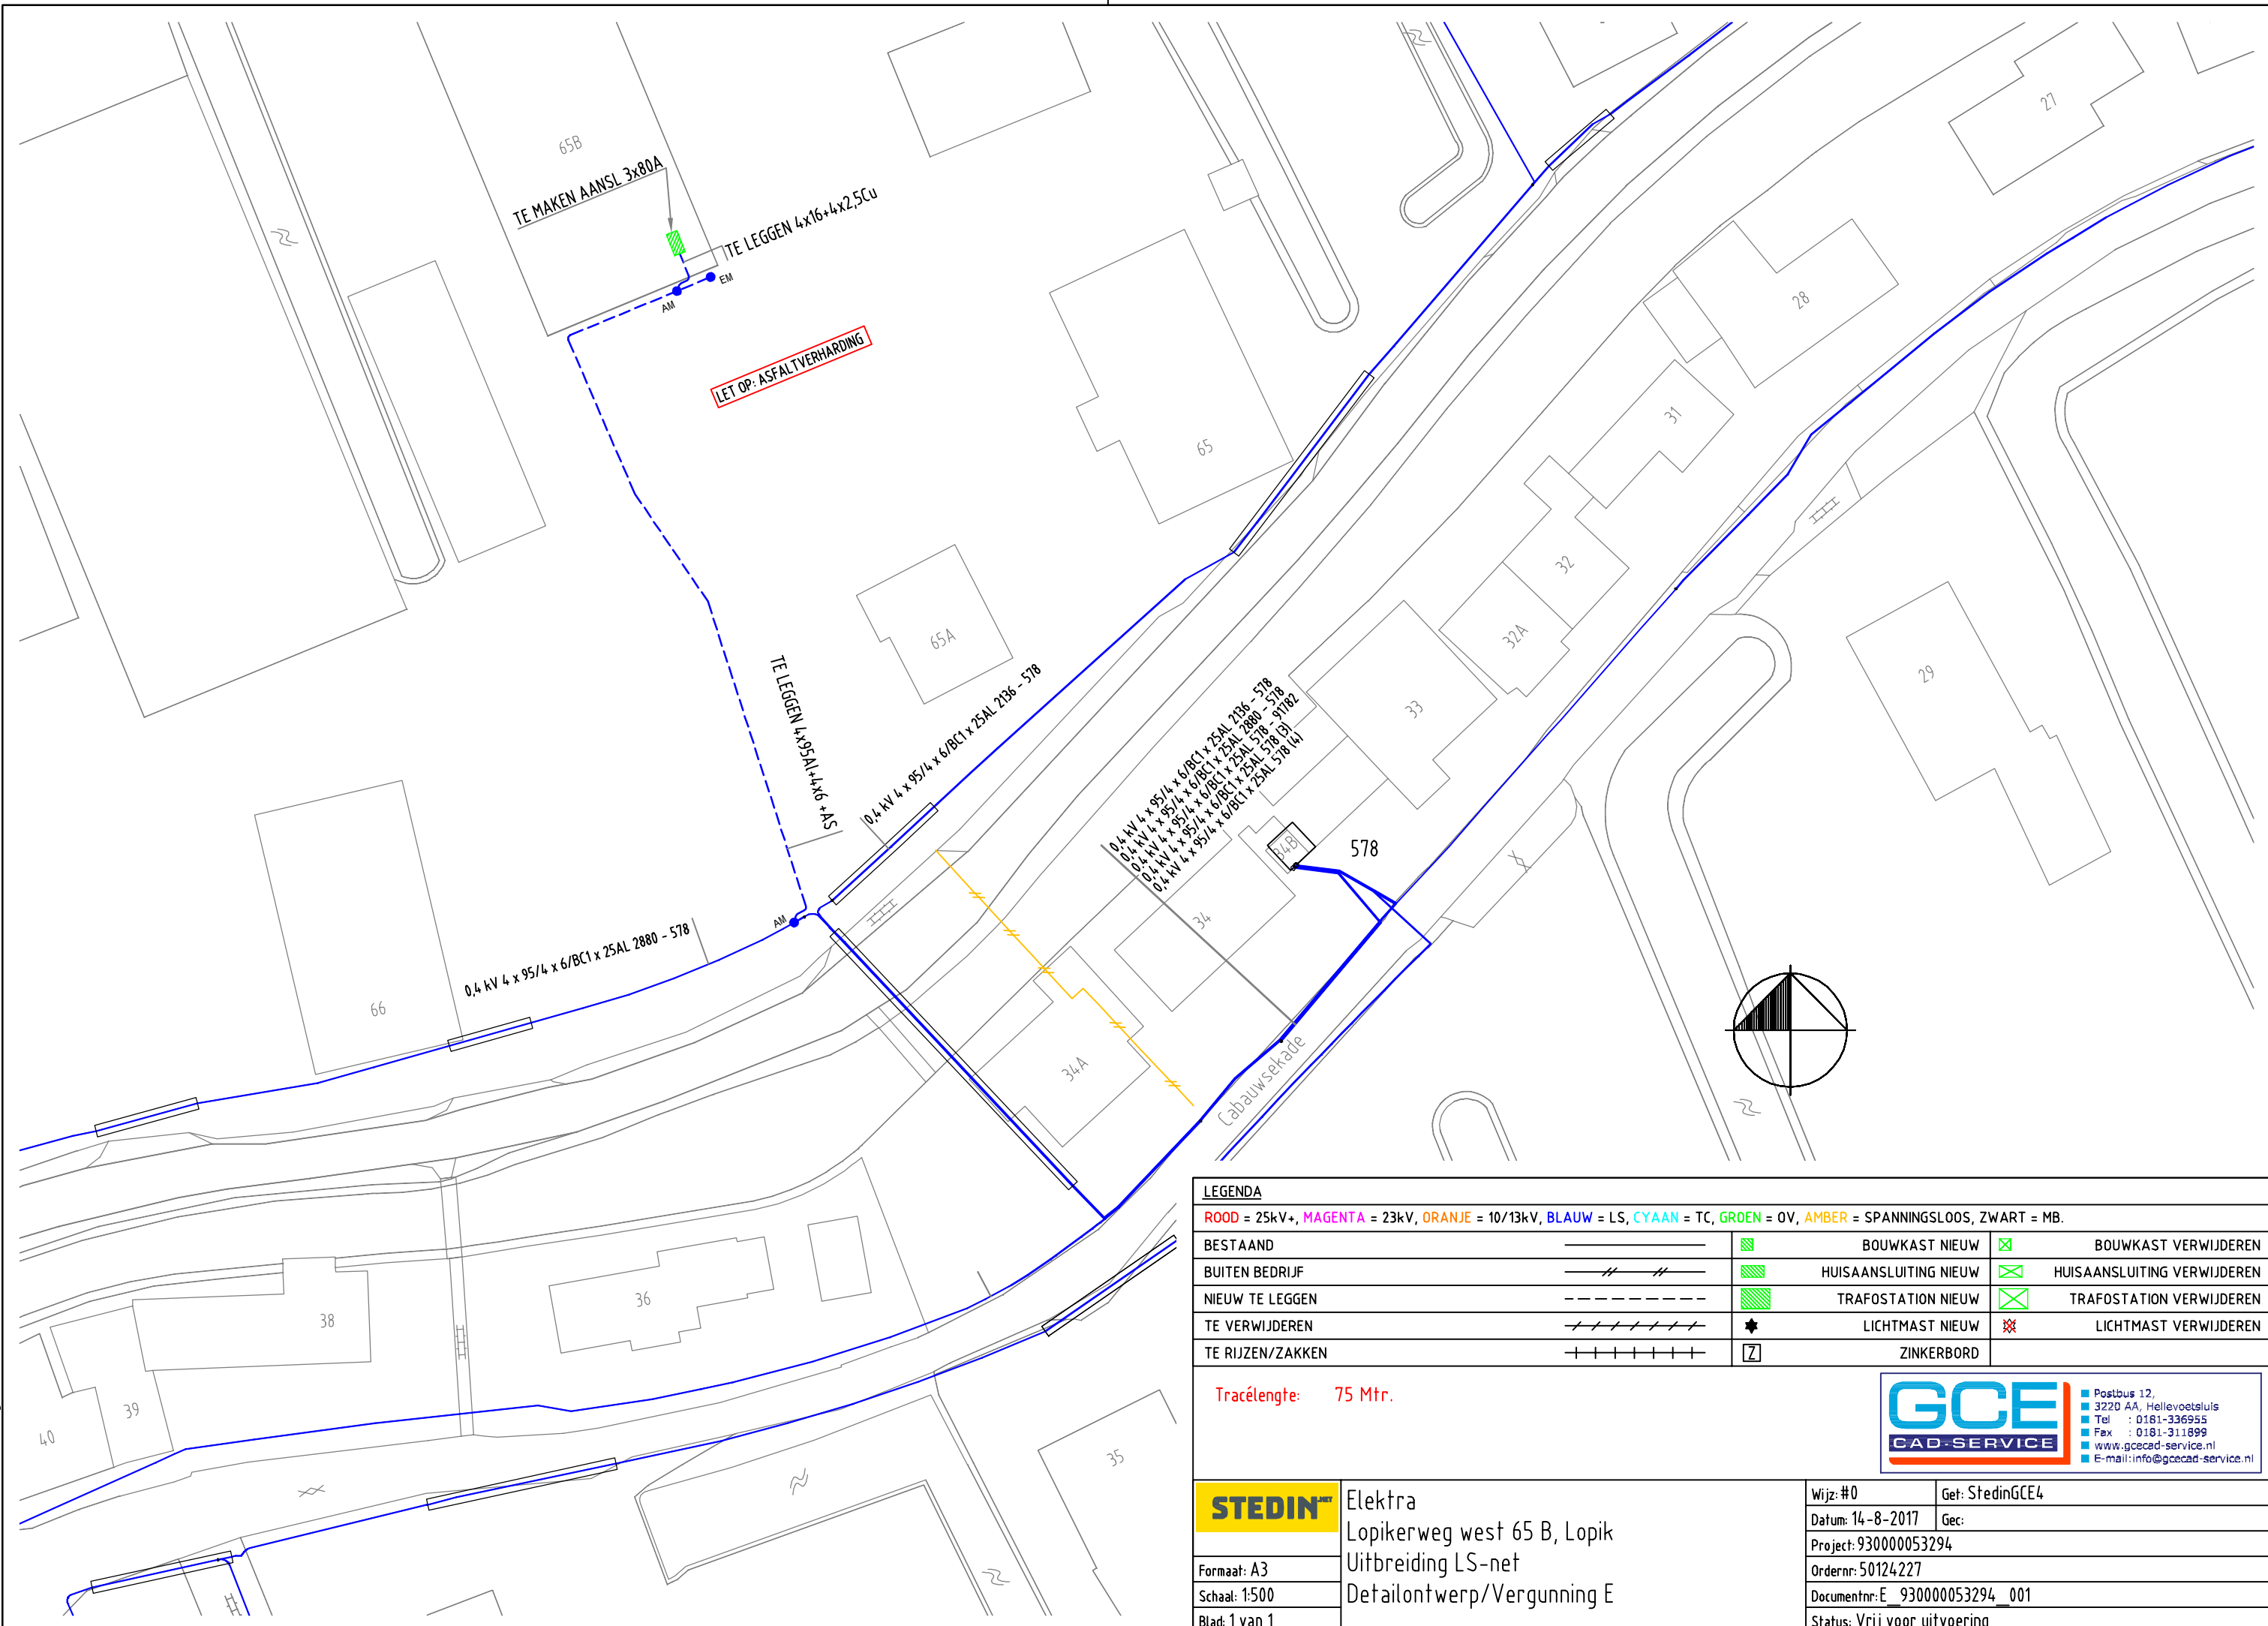 65B
TE MAKEN AANSL 3x80A
TE LEGGEN 4x16+4x2,5Cu
EM
AM
LET OP: ASFALTVERHARDING
27
28
31
65
32
32A
65A
29
33
TE LEGGEN 4x95Al+4x6 +AS
0,4 kV 4 x 95/4 x 6/BC1 x 25AL 2136 - 578
0,4 kV 4 x 95/4 x 6/BC1 x 25AL 2136 - 578
0,4 kV 4 x 95/4 x 6/BC1 x 25AL 2880 - 578
0,4 kV 4 x 95/4 x 6/BC1 x 25AL 578 - 91782
0,4 kV 4 x 95/4 x 6/BC1 x 25AL 578 (3)
0,4 kV 4 x 95/4 x 6/BC1 x 25AL 578 (4)
34B
578
34
AM
0,4 kV 4 x 95/4 x 6/BC1 x 25AL 2880 - 578
66
34A
Cabauwsekade
36
38
39
40
35
LEGENDA
ROOD = 25kV+, MAGENTA = 23kV, ORANJE = 10/13kV, BLAUW = LS, CYAAN = TC, GROEN = OV, AMBER = SPANNINGSLOOS, ZWART = MB.
BESTAAND
BOUWKAST NIEUW
BOUWKAST VERWIJDEREN
BUITEN BEDRIJF
HUISAANSLUITING NIEUW
HUISAANSLUITING VERWIJDEREN
NIEUW TE LEGGEN
TRAFOSTATION NIEUW
TRAFOSTATION VERWIJDEREN
TE VERWIJDEREN
LICHTMAST NIEUW
LICHTMAST VERWIJDEREN
TE RIJZEN/ZAKKEN
Z
ZINKERBORD
Tracélengte: 75 Mtr.
GCE
CAD-SERVICE
Postbus 12,
3220 AA, Hellevoetsluis
Tel : 0181-336955
Fax : 0181-311899
www.gcecad-service.nl
E-mail:info@gcecad-service.nl
STEDIN.NET
Elektra
Lopikerweg west 65 B, Lopik
Uitbreiding LS-net
Detailontwerp/Vergunning E
Formaat: A3
Schaal: 1:500
Blad: 1 van 1
Wijz: #0
Get: StedinGCE4
Datum: 14-8-2017
Gec:
Project: 930000053294
Ordernr: 50124227
Documentnr: E_930000053294_001
Status: Vrij voor uitvoering